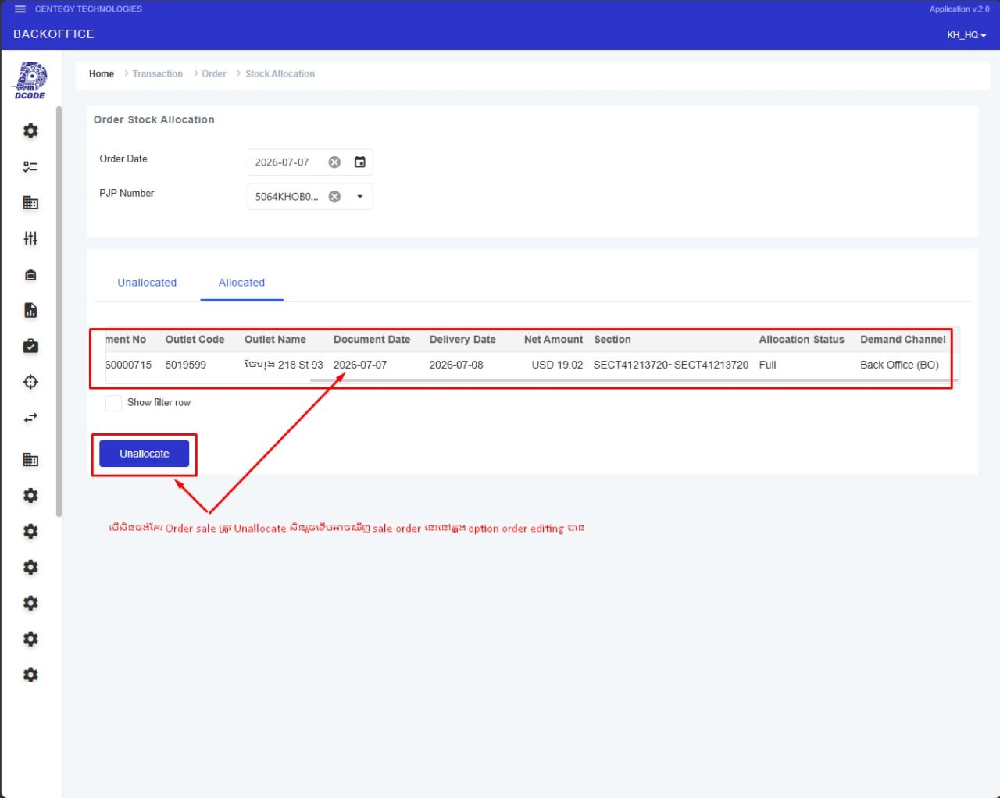 CENTEGY TECHNOLOGIES
Application v.2.0
BACKOFFICE
KH_HQ
DCODE
Home > Transaction > Order > Stock Allocation
Order Stock Allocation
Order Date
2026-07-07
PJP Number
5064KHOB0...
Unallocated Allocated
ment No Outlet Code Outlet Name Document Date Delivery Date Net Amount Section Allocation Status Demand Channel
60000715 5019599 ចែហុង 218 St 93 2026-07-07 2026-07-08 USD 19.02 SECT41213720~SECT41213720 Full Back Office (BO)
Show filter row
Unallocate
បើសិនចង់កែរ Order sale ត្រូវ Unallocate សិនរួចទើបអាចឃើញ sale order នេះនៅក្នុង option order editing បាន